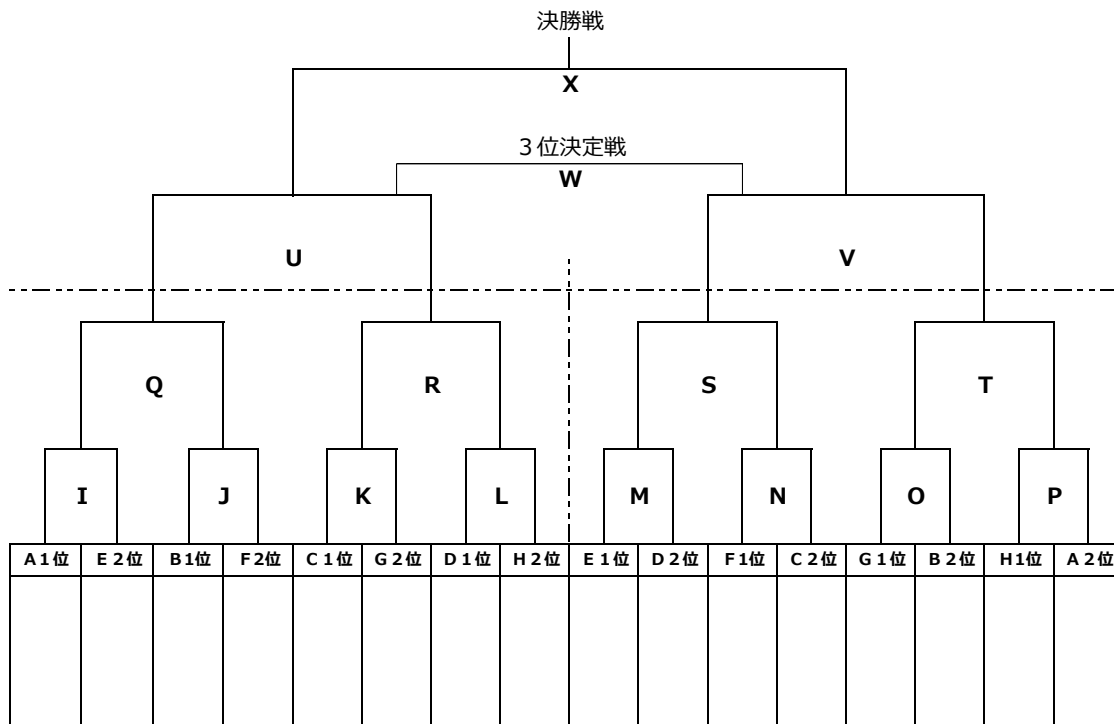 決勝戦
X
３位決定戦
W
U V
Q R S T
I J K L M N O P
A１位 E２位 B1位 F2位 C１位 G２位 D１位 H２位 E１位 D２位 F1位 C２位 G１位 B２位 H1位 A２位